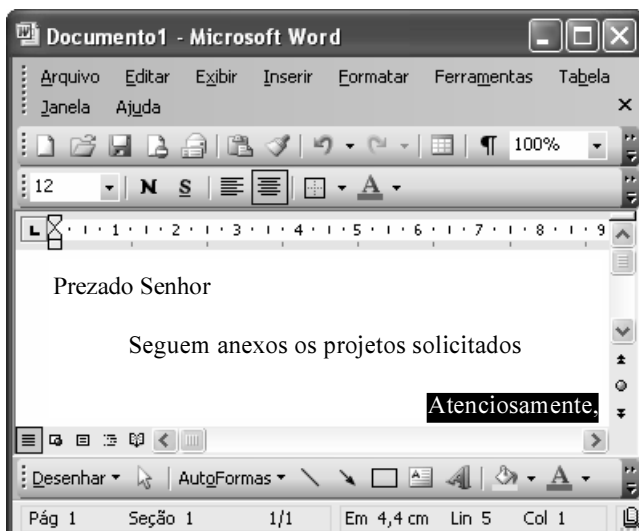 Documento1 - Microsoft Word
Arquivo Editar Exibir Inserir Formatar Ferramentas Tabela
Janela Ajuda
100%
12 N S A
L 1 2 3 4 5 6 7 8 9
Prezado Senhor
Seguem anexos os projetos solicitados
Atenciosamente,
Desenhar AutoFormas A
Pág 1 Seção 1 1/1 Em 4,4 cm Lin 5 Col 1